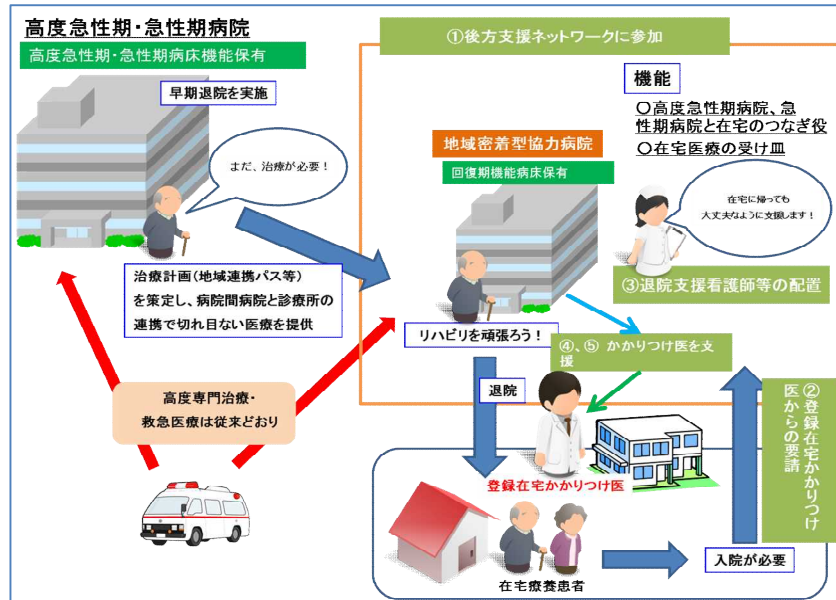 高度急性期・急性期病院
高度急性期・急性期病床機能保有
早期退院を実施
まだ、治療が必要！
治療計画（地域連携パス等）
を策定し、病院間病院と診療所の
連携で切れ目ない医療を提供
高度専門治療・
救急医療は従来どおり
①後方支援ネットワークに参加
機能
〇高度急性期病院、急
性期病院と在宅のつなぎ役
〇在宅医療の受け皿
地域密着型協力病院
回復期機能病床保有
在宅に帰っても
大丈夫なように支援します！
③退院支援看護師等の配置
リハビリを頑張ろう！
④、⑤ かかりつけ医を支
援
退院
②登録在宅かかりつけ
医からの要請
登録在宅かかりつけ医
入院が必要
在宅療養患者